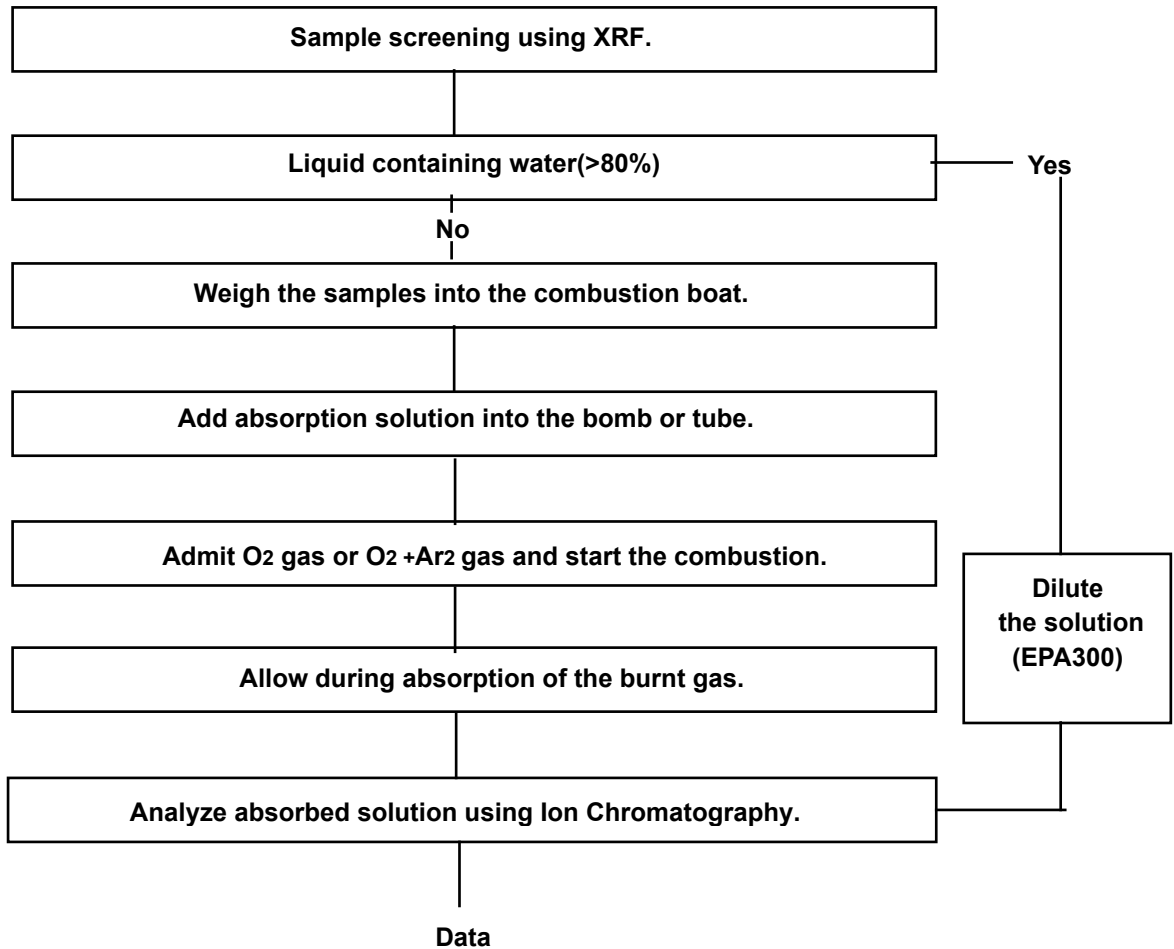 Sample screening using XRF.
Liquid containing water(>80%)
Yes
No
Weigh the samples into the combustion boat.
Add absorption solution into the bomb or tube.
Admit O2 gas or O2 +Ar2 gas and start the combustion.
Dilute
the solution
(EPA300)
Allow during absorption of the burnt gas.
Analyze absorbed solution using Ion Chromatography.
Data